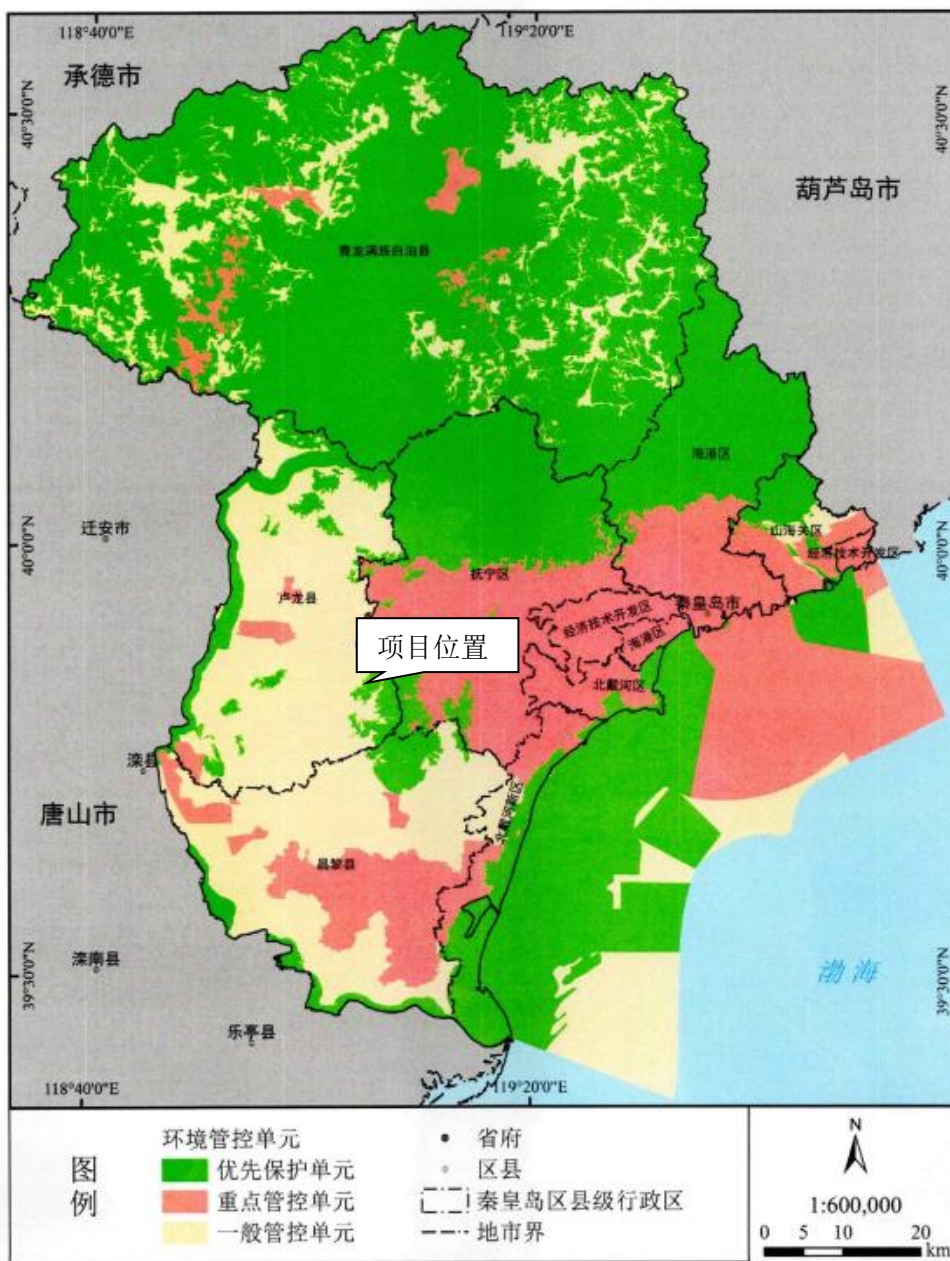 118°40'0"E
119°20'0"E
承德市
40°30'0"N
40°30'0"N
葫芦岛市
青龙满族自治县
海港区
迁安市
山海关区
40°0'0"N
40°0'0"N
经济技术开发区
抚宁区
卢龙县
秦皇岛市
经济技术开发区
项目位置
海港区
北戴河区
滦县
唐山市
北戴河新区
昌黎县
滦南县
39°30'0"N
渤海
39°30'0"N
乐亭县
118°40'0"E
119°20'0"E
图例
环境管控单元
优先保护单元
重点管控单元
一般管控单元
省府
区县
秦皇岛区县级行政区
地市界
N
1:600,000
0 5 10 20
km